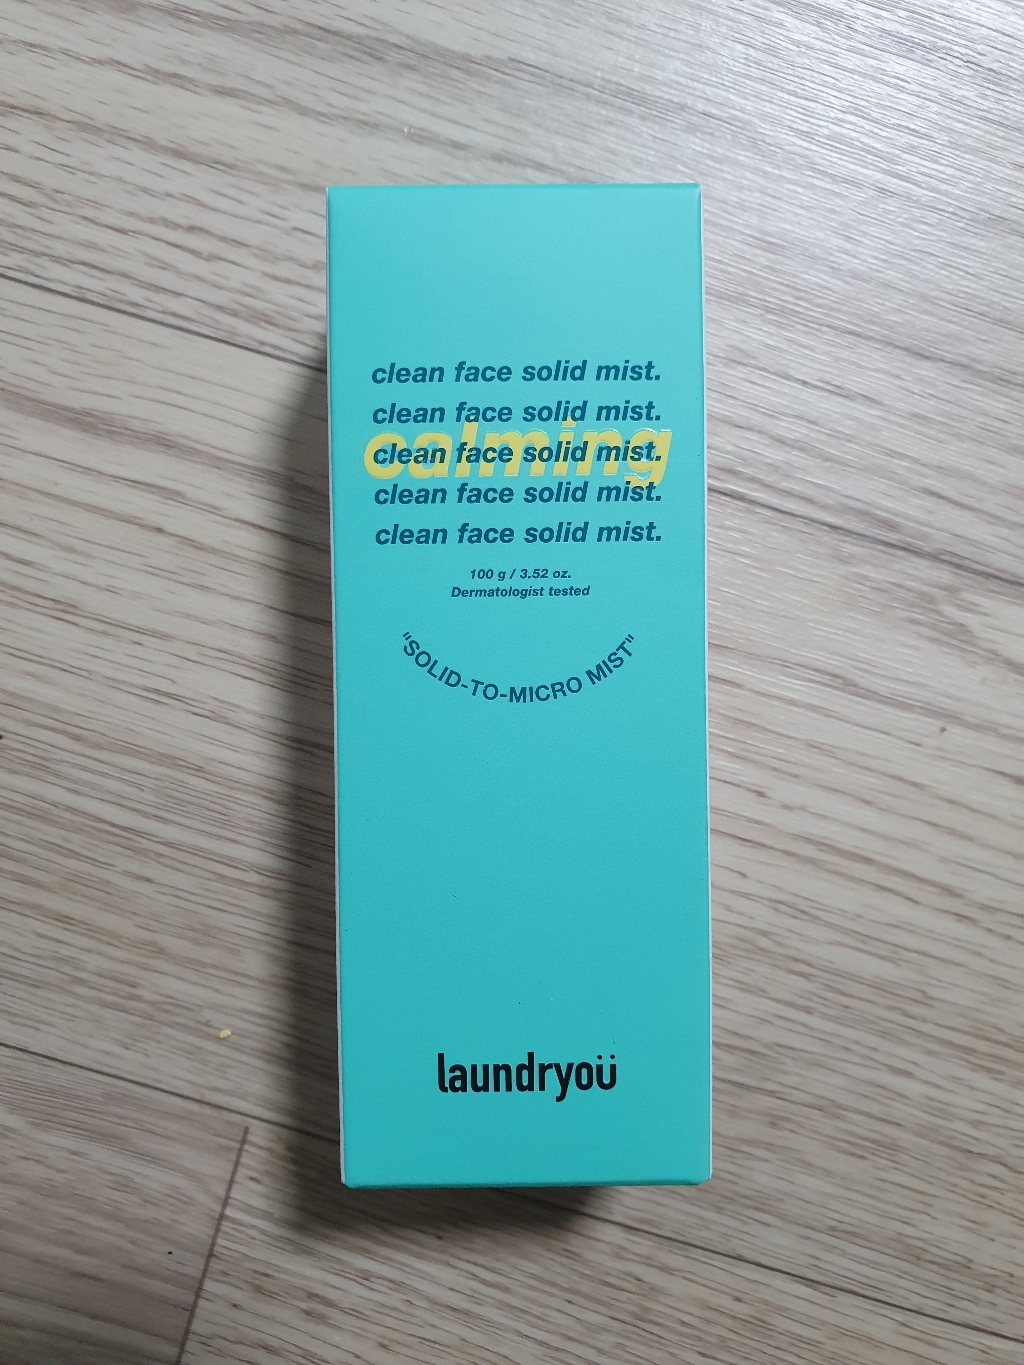 clean face solid mist.
clean face solid mist.
calming
clean face solid mist.
clean face solid mist.
clean face solid mist.
100 g / 3.52 oz.
Dermatologist tested
"SOLID-TO-MICRO MIST"
laundryoü